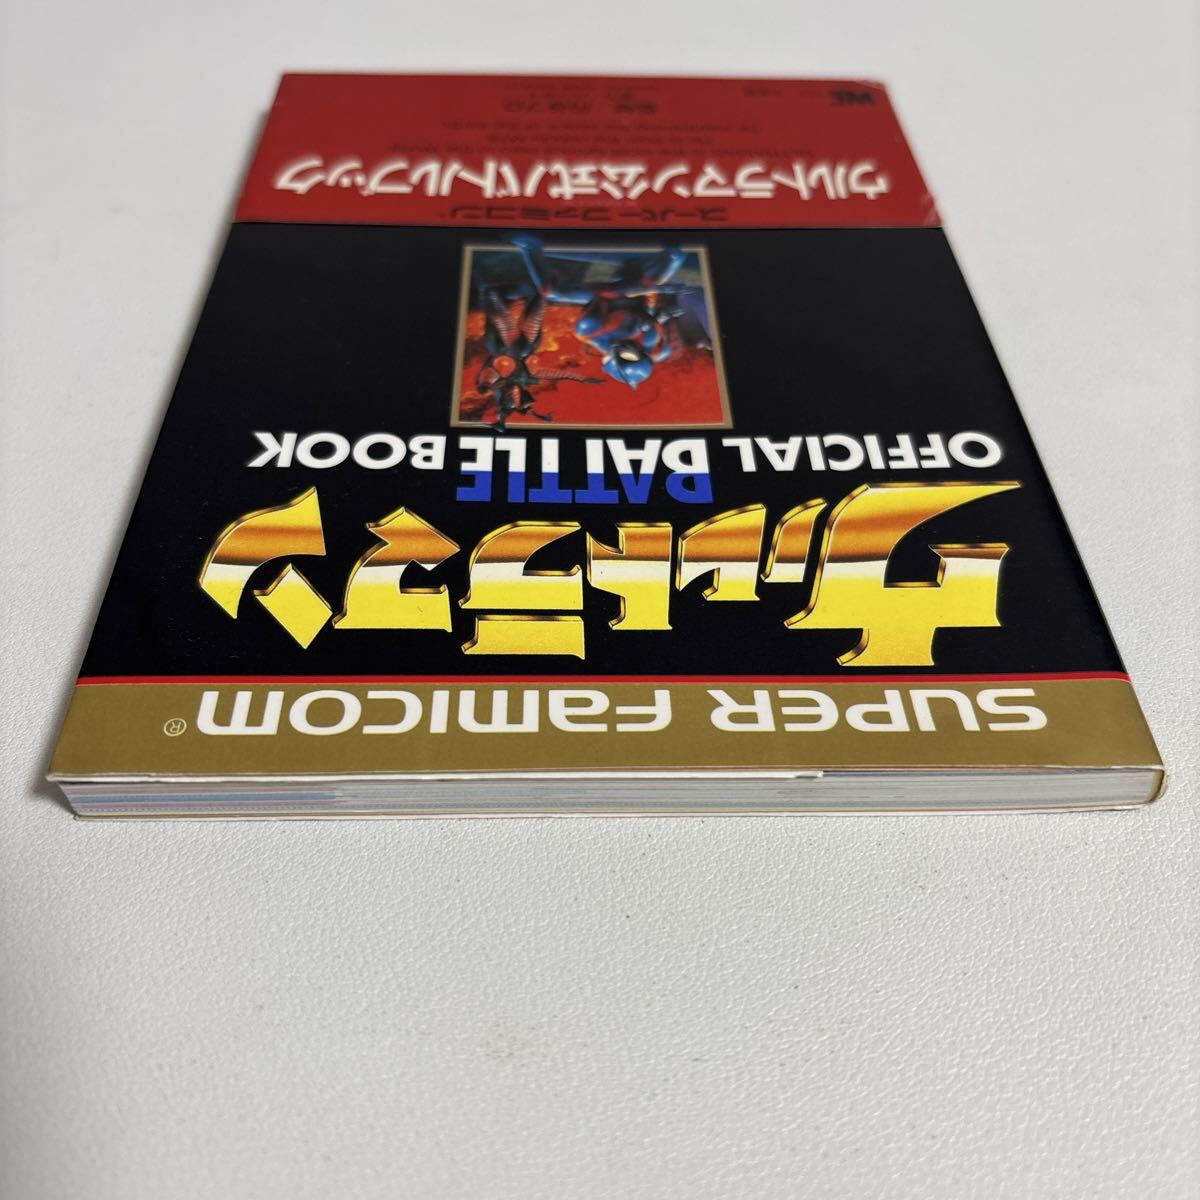 SUPER FAMICOM®
ウルトラマン
OFFICIAL BATTLE BOOK
スーパーファミコン
ウルトラマン公式バトルブック